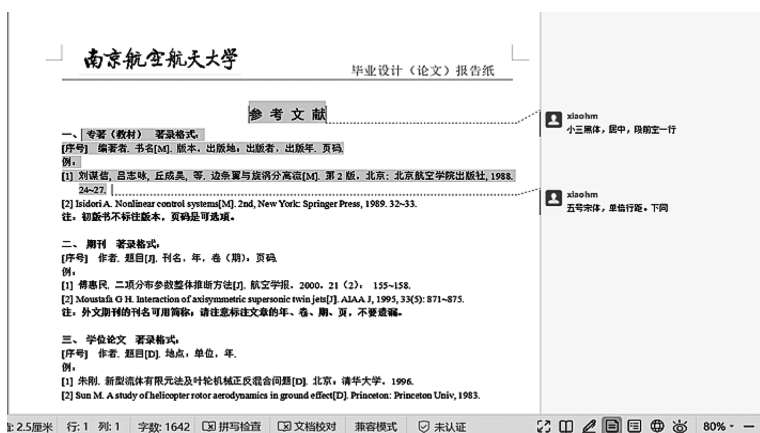 南京航空航天大学
毕业设计（论文）报告纸
参 考 文 献
xiaohm
小三黑体，居中，段前空一行
一、 专著（教材） 著录格式：
[序号] 编著者. 书名[M]. 版本. 出版地：出版者，出版年. 页码
例：
[1] 刘谋佶, 吕志咏, 丘成昊, 等. 边条翼与旋涡分离流[M]. 第 2 版. 北京: 北京航空学院出版社, 1988.
24~27.
xiaohm
五号宋体，单倍行距。下同
[2] Isidori A. Nonlinear control systems[M]. 2nd, New York: Springer Press, 1989. 32~33.
注：初版书不标注版本，页码是可选项。
二、 期刊 著录格式：
[序号] 作者. 题目[J]. 刊名，年，卷（期）：页码
例：
[1] 傅惠民. 二项分布参数整体推断方法[J]. 航空学报，2000，21（2）： 155~158.
[2] Moustafa G H. Interaction of axisymmetric supersonic twin jets[J]. AIAA J, 1995, 33(5): 871~875.
注：外文期刊的刊名可用简称；请注意标注文章的年、卷、期、页，不要遗漏。
三、 学位论文 著录格式：
[序号] 作者. 题目[D]. 地点：单位，年.
例：
[1] 朱刚. 新型流体有限元法及叶轮机械正反混合问题[D]. 北京：清华大学，1996.
[2] Sun M. A study of helicopter rotor aerodynamics in ground effect[D]. Princeton: Princeton Univ, 1983.
2.5厘米 行: 1 列: 1 字数: 1642 拼写检查 文档校对 兼容模式 未认证 80%